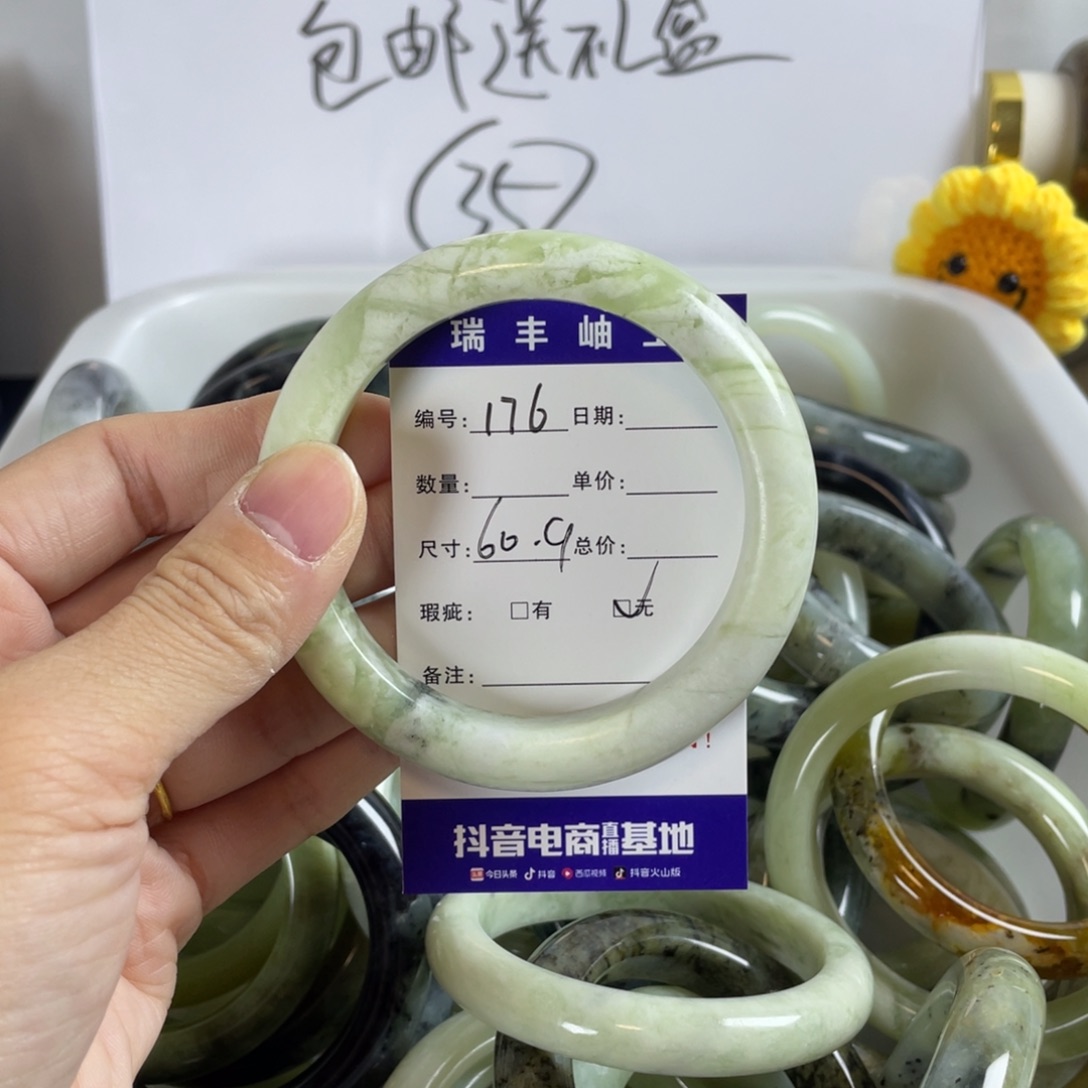 包邮送礼盒
35
瑞丰岫
编号: 176 日期:
数量: 单价:
尺寸: 60.9 总价:
瑕疵: □有 ☑无
备注:
!
抖音电商直播基地
今日头条 抖音 西瓜视频 抖音火山版